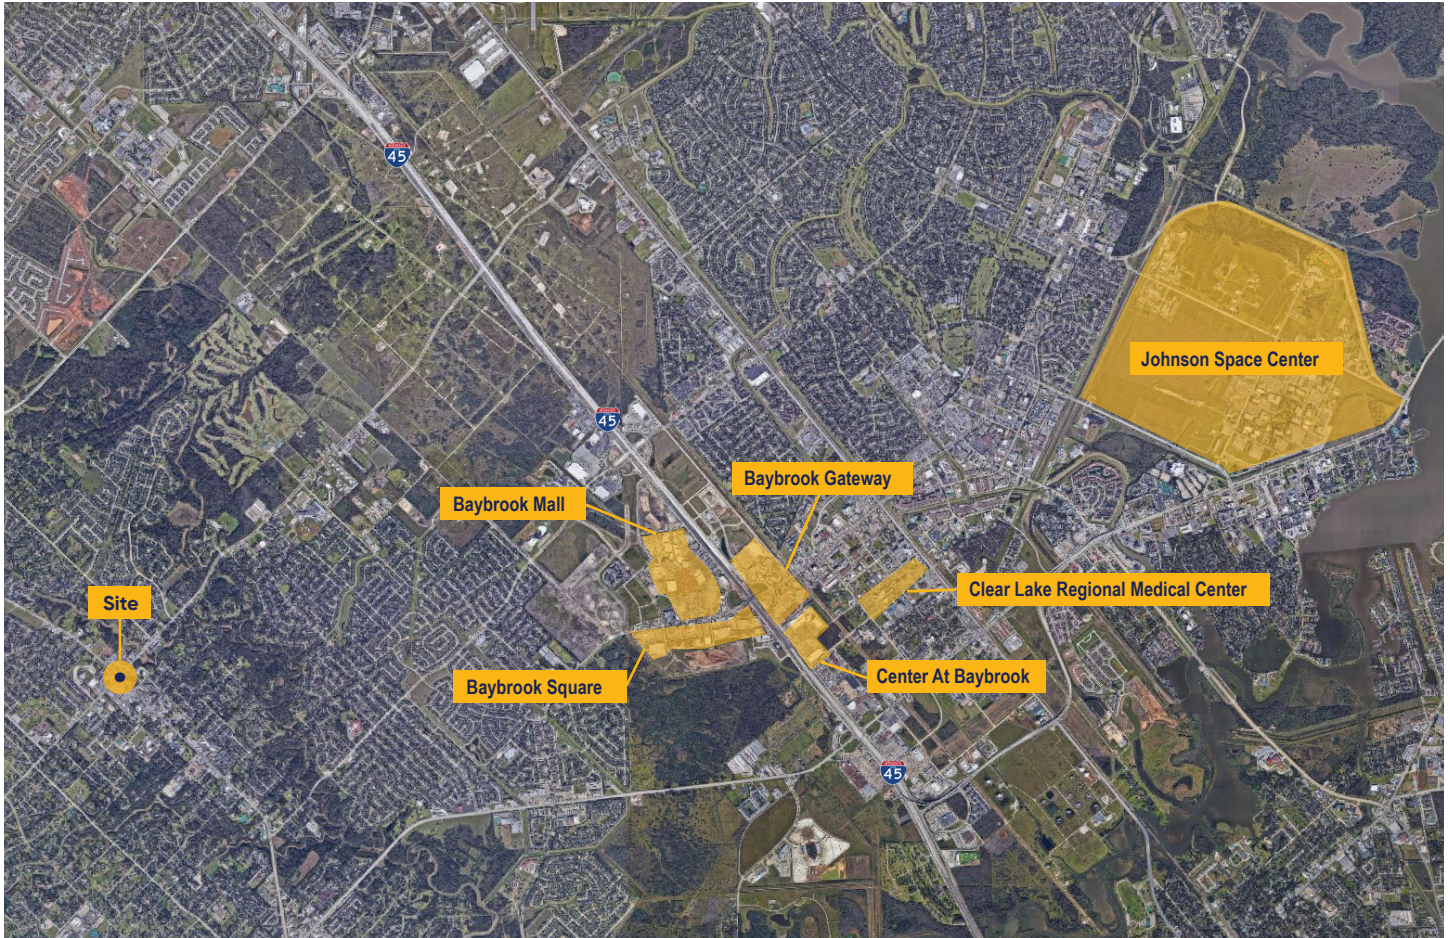 45
Johnson Space Center
45
Baybrook Gateway
Baybrook Mall
Clear Lake Regional Medical Center
Site
Center At Baybrook
Baybrook Square
45